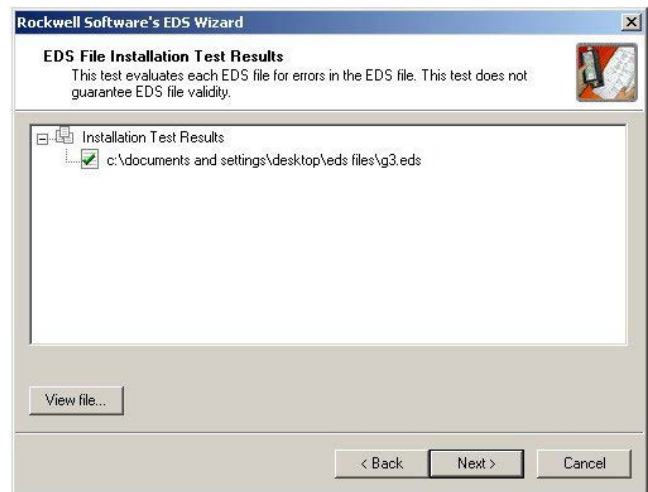 Rockwell Software's EDS Wizard
EDS File Installation Test Results
This test evaluates each EDS file for errors in the EDS file. This test does not
guarantee EDS file validity.
Installation Test Results
c:\documents and settings\desktop\eds files\g3.eds
View file...
< Back Next > Cancel